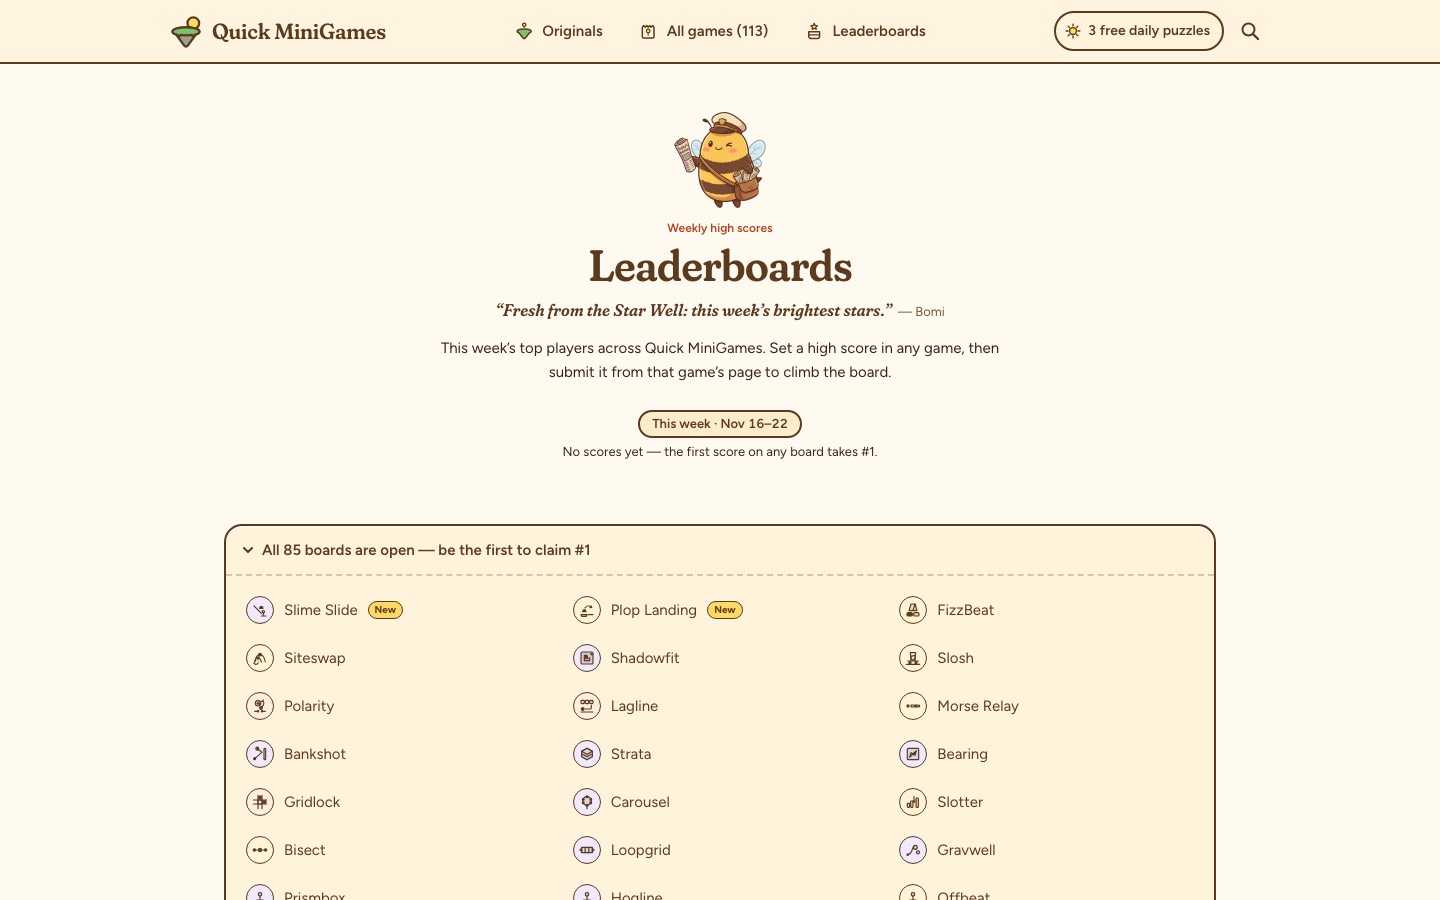 Quick MiniGames
Originals
All games (113)
Leaderboards
3 free daily puzzles
Weekly high scores
Leaderboards
“Fresh from the Star Well: this week’s brightest stars.” — Bomi
This week’s top players across Quick MiniGames. Set a high score in any game, then
submit it from that game’s page to climb the board.
This week · Nov 16–22
No scores yet — the first score on any board takes #1.
All 85 boards are open — be the first to claim #1
Slime Slide New
Plop Landing New
FizzBeat
Siteswap
Shadowfit
Slosh
Polarity
Lagline
Morse Relay
Bankshot
Strata
Bearing
Gridlock
Carousel
Slotter
Bisect
Loopgrid
Gravwell
Prismbox
Hogline
Offbeat